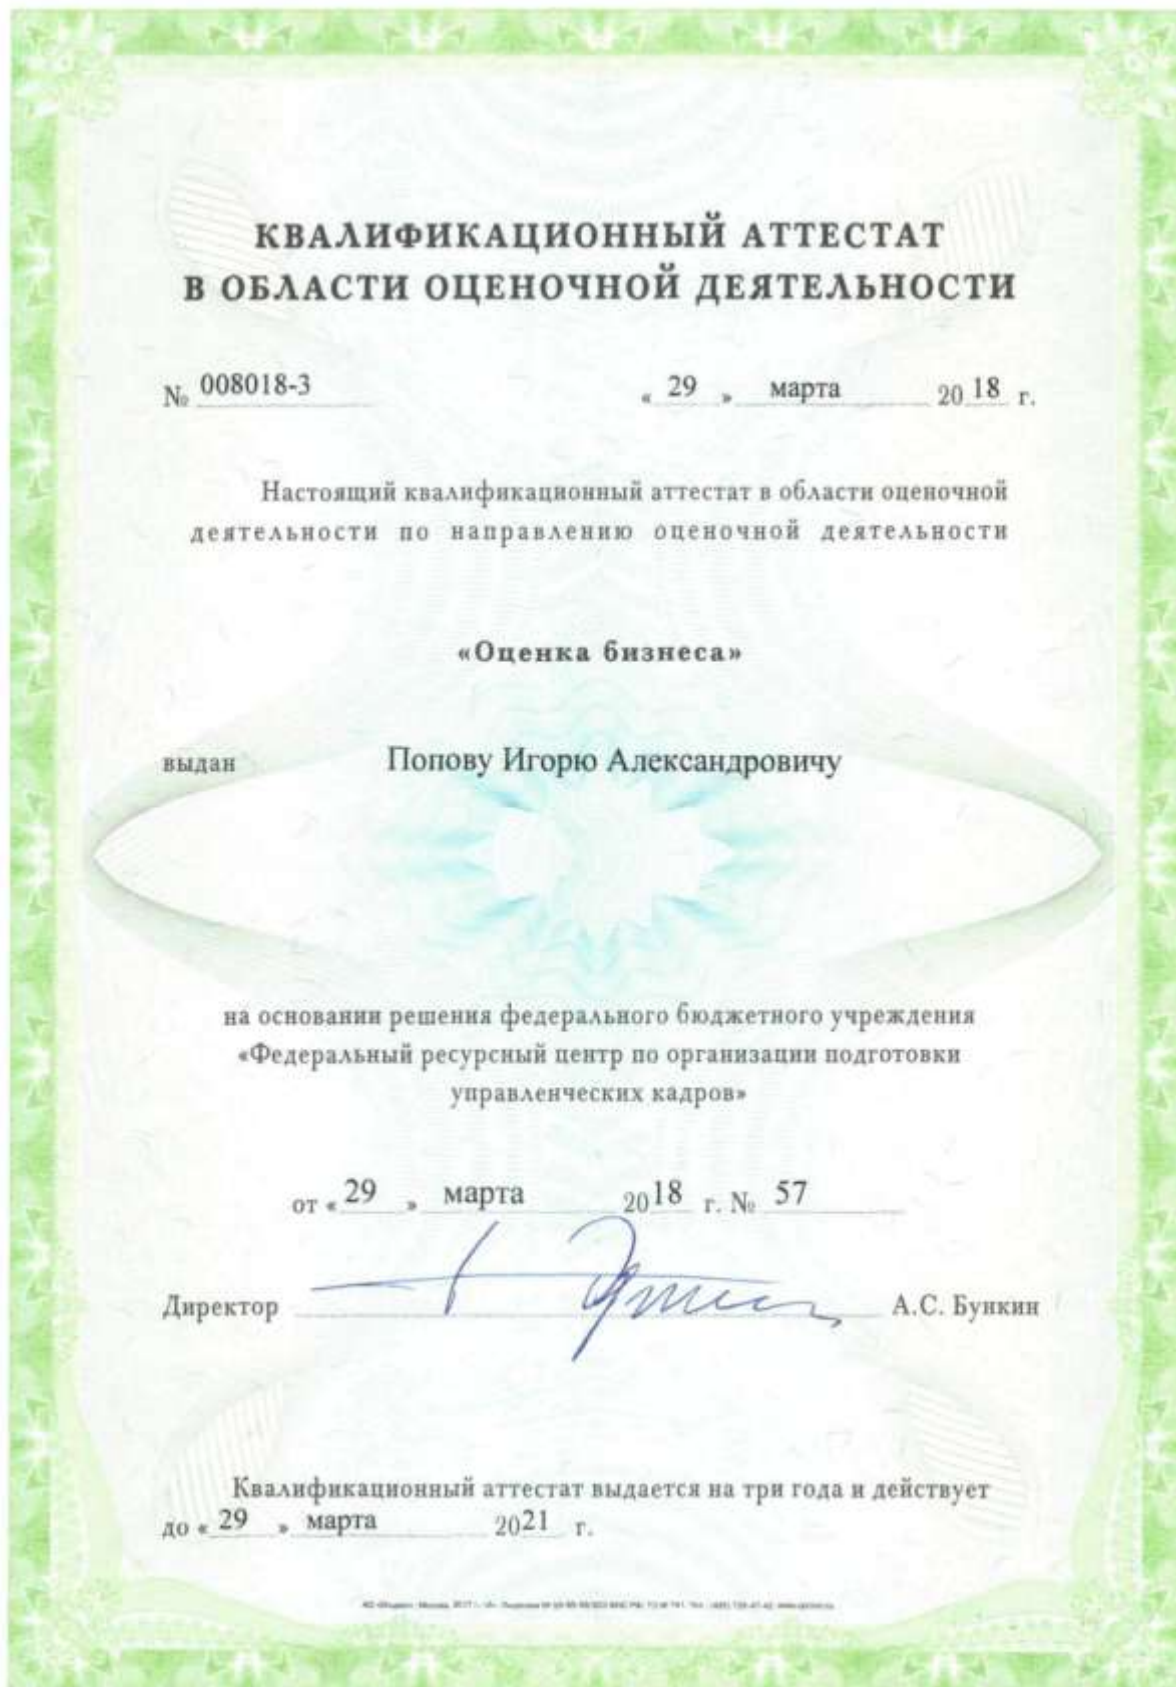 КВАЛИФИКАЦИОННЫЙ АТТЕСТАТ
В ОБЛАСТИ ОЦЕНОЧНОЙ ДЕЯТЕЛЬНОСТИ
№ 008018-3 « 29 » марта 20 18 г.
Настоящий квалификационный аттестат в области оценочной
деятельности по направлению оценочной деятельности
«Оценка бизнеса»
выдан Попову Игорю Александровичу
на основании решения федерального бюджетного учреждения
«Федеральный ресурсный центр по организации подготовки
управленческих кадров»
от « 29 » марта 2018 г. № 57
Директор А.С. Бункин
Квалификационный аттестат выдается на три года и действует
до « 29 » марта 2021 г.